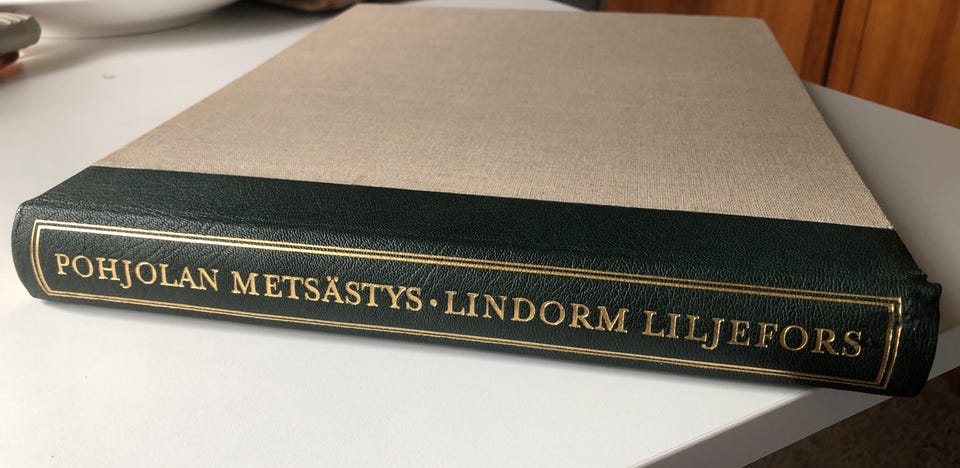 POHJOLAN METSÄSTYS · LINDORM LILJEFORS